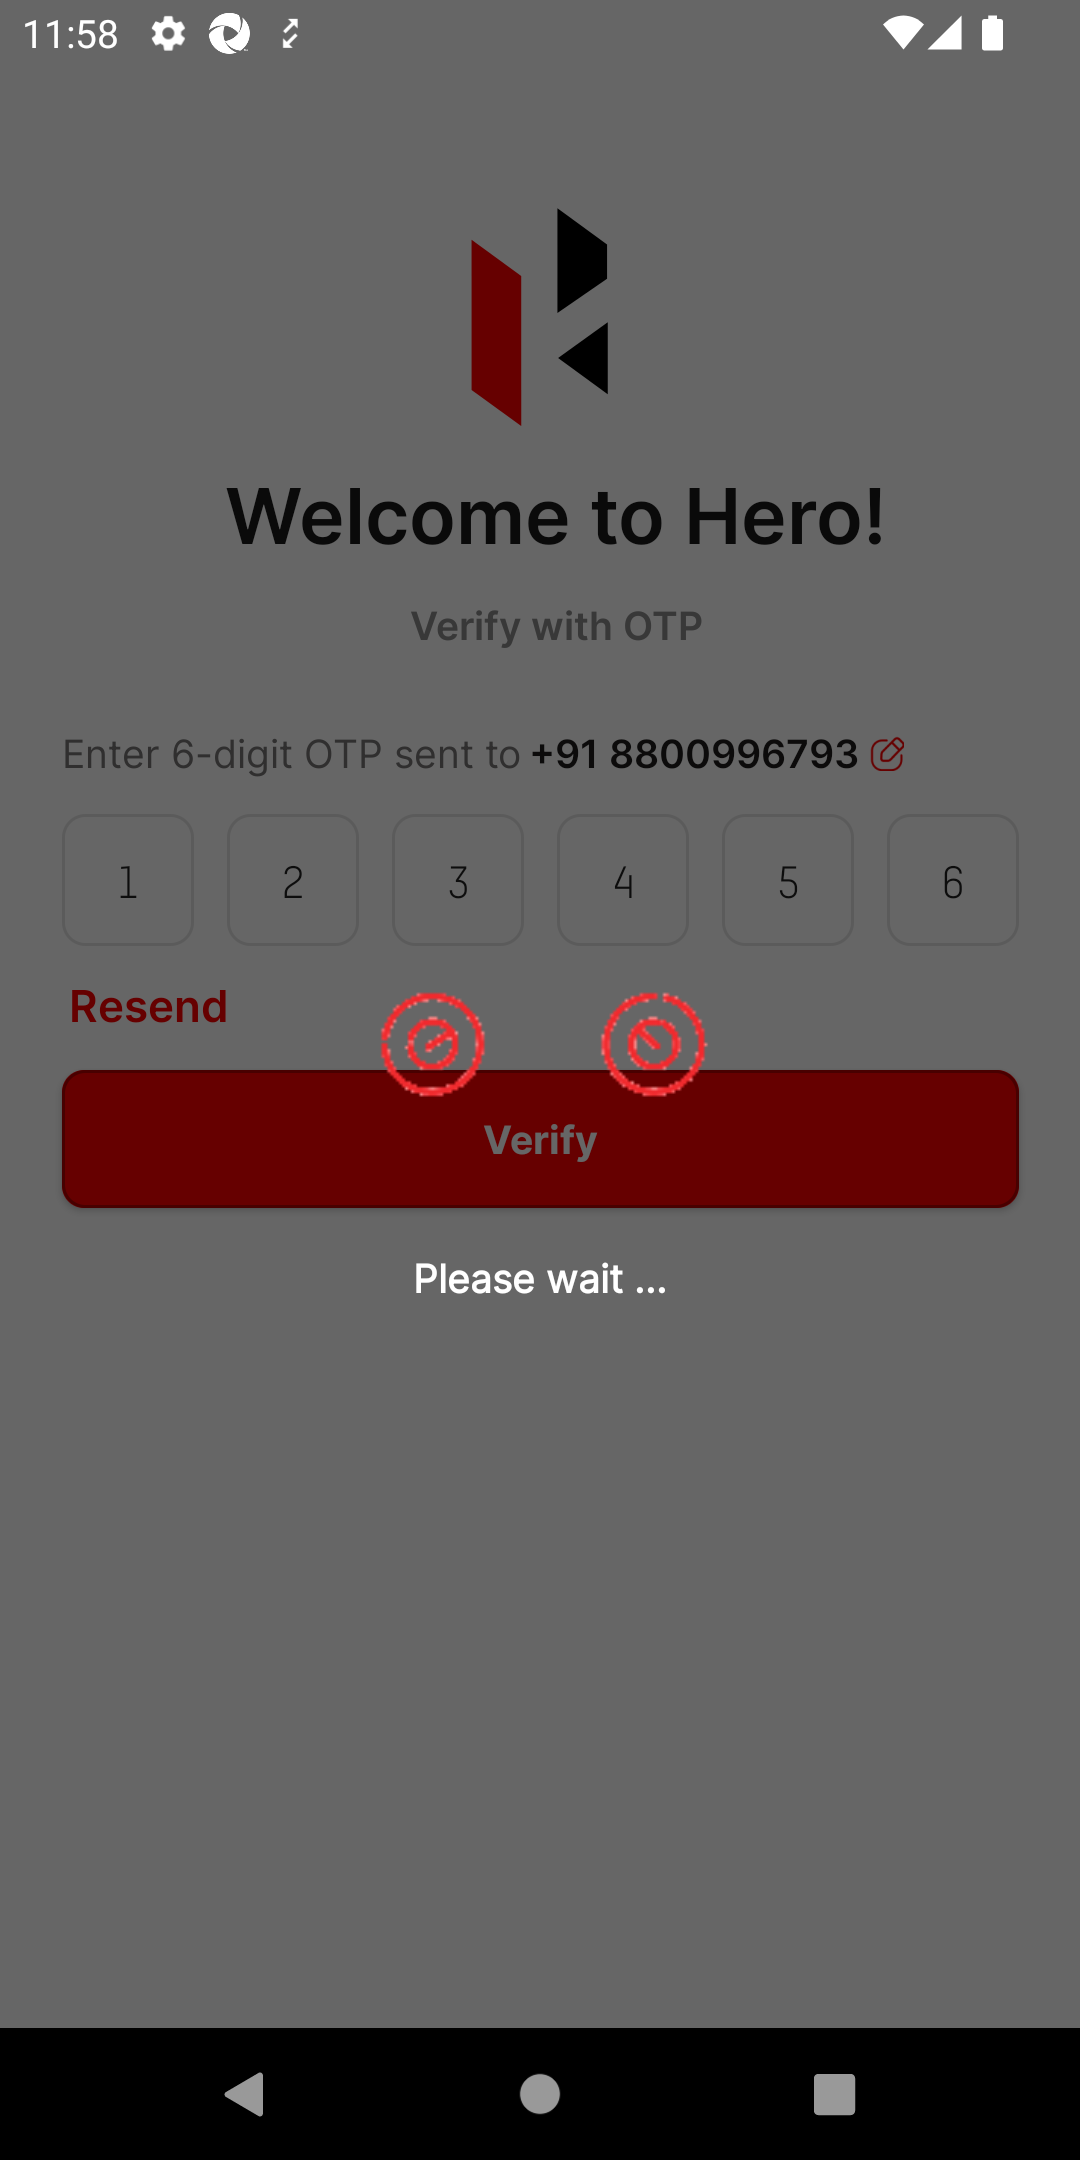 11:58
Welcome to Hero!
Verify with OTP
Enter 6-digit OTP sent to +91 8800996793
1 2 3 4 5 6
Resend
Verify
Please wait ...